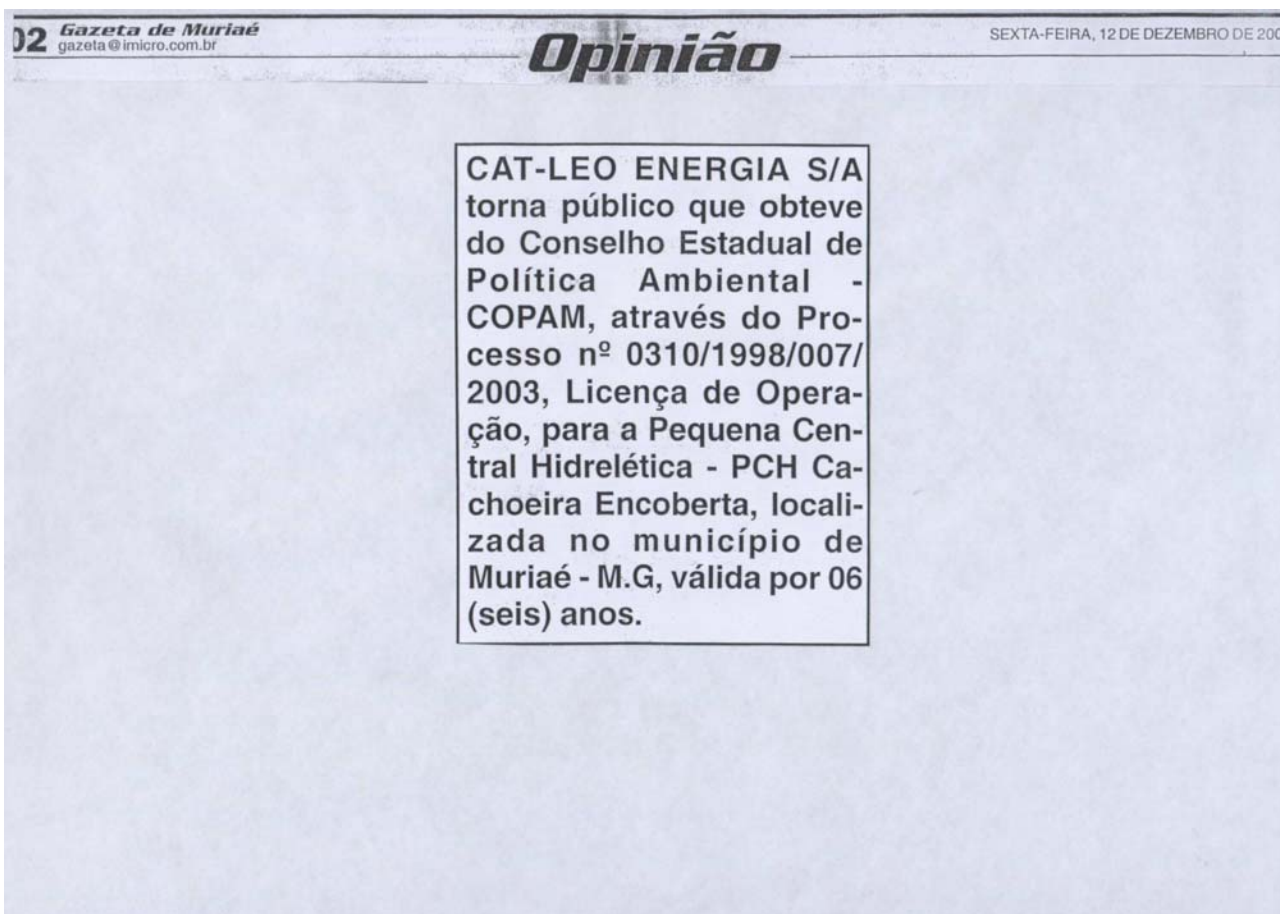 02 Gazeta de Muriaé
gazeta@imicro.com.br
Opinião
SEXTA-FEIRA, 12 DE DEZEMBRO DE 200
CAT-LEO ENERGIA S/A
torna público que obteve
do Conselho Estadual de
Política Ambiental -
COPAM, através do Pro-
cesso nº 0310/1998/007/
2003, Licença de Opera-
ção, para a Pequena Cen-
tral Hidrelética - PCH Ca-
choeira Encoberta, locali-
zada no município de
Muriaé - M.G, válida por 06
(seis) anos.